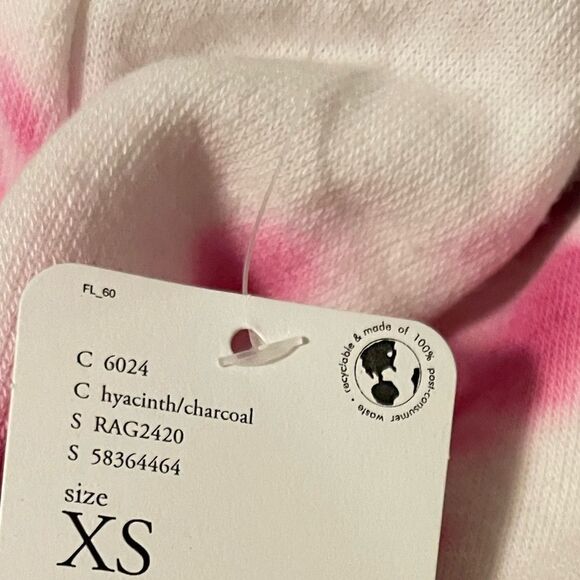 FL_60
C 6024
C hyacinth/charcoal
S RAG2420
S 58364464
size
XS
recyclable & made of 100% post-consumer waste •